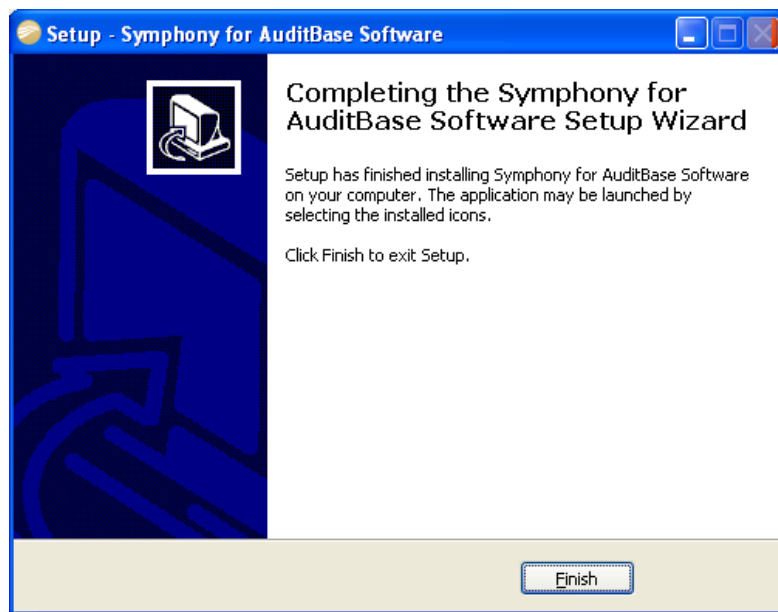 Setup - Symphony for AuditBase Software
Completing the Symphony for
AuditBase Software Setup Wizard
Setup has finished installing Symphony for AuditBase Software
on your computer. The application may be launched by
selecting the installed icons.
Click Finish to exit Setup.
Finish